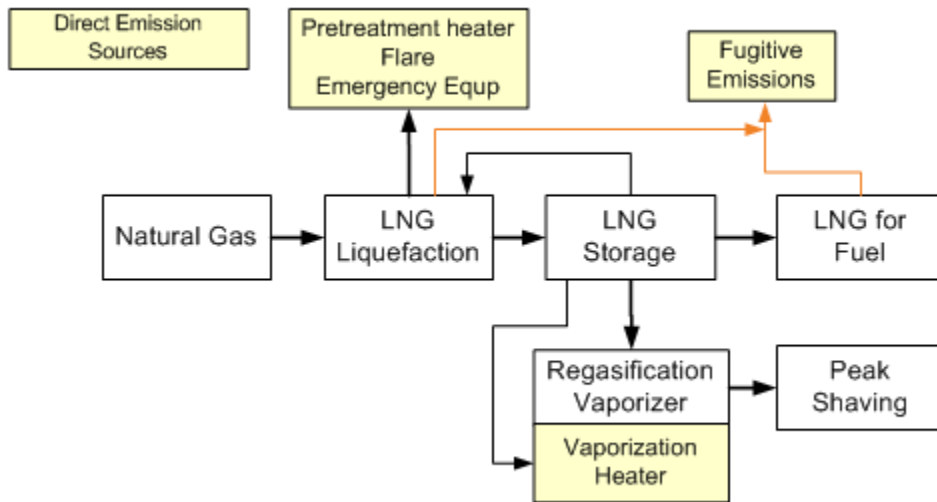 Direct Emission
Sources
Pretreatment heater
Flare
Emergency Equp
Fugitive
Emissions
Natural Gas
LNG
Liquefaction
LNG
Storage
LNG for
Fuel
Regasification
Vaporizer
Peak
Shaving
Vaporization
Heater